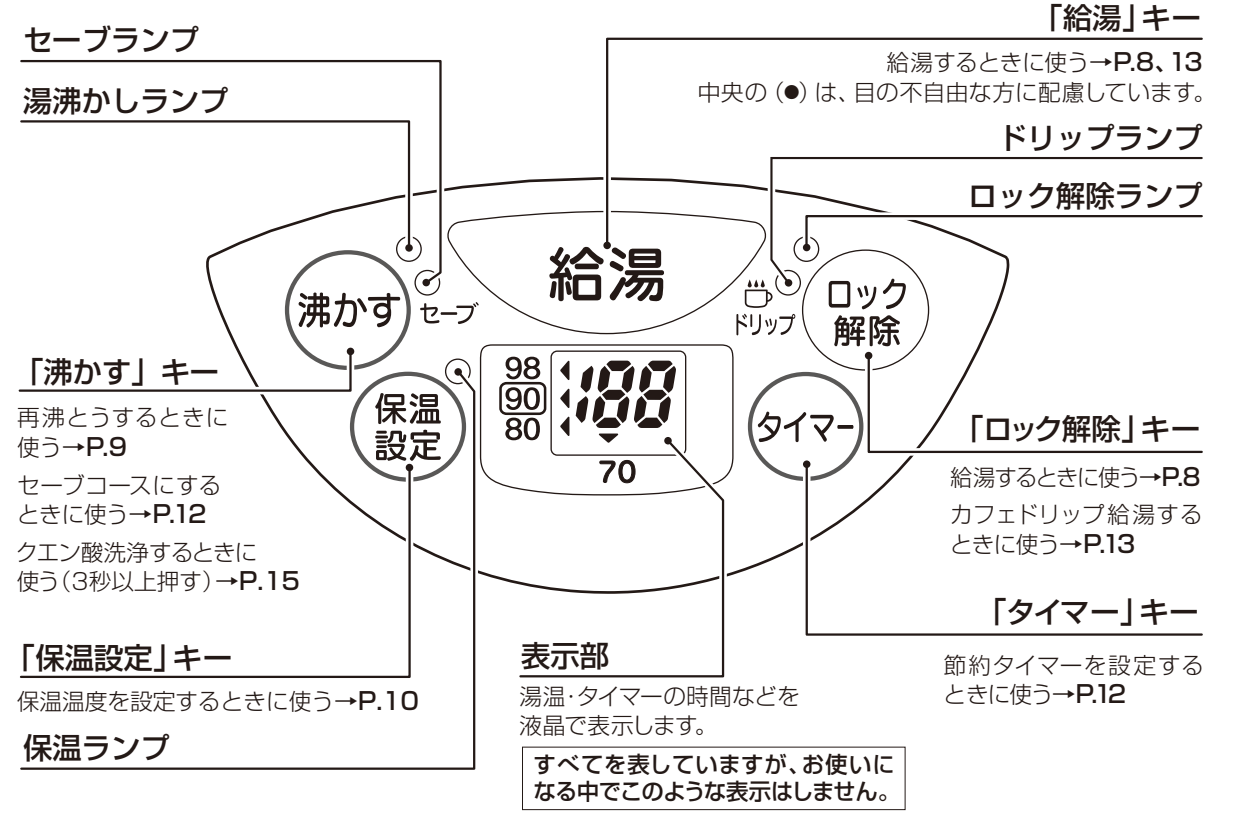 セーブランプ
湯沸かしランプ
「給湯」キー
給湯するときに使う→P.8、13
中央の（●）は、目の不自由な方に配慮しています。
ドリップランプ
ロック解除ランプ
給湯
沸かす
セーブ
ドリップ
ロック
解除
保温
設定
98
90
80
188
70
タイマー
「沸かす」キー
再沸とうするときに
使う→P.9
セーブコースにする
ときに使う→P.12
クエン酸洗浄するときに
使う（3秒以上押す）→P.15
「保温設定」キー
保温温度を設定するときに使う→P.10
保温ランプ
表示部
湯温・タイマーの時間などを
液晶で表示します。
すべてを表していますが、お使いに
なる中でこのような表示はしません。
「ロック解除」キー
給湯するときに使う→P.8
カフェドリップ給湯する
ときに使う→P.13
「タイマー」キー
節約タイマーを設定する
ときに使う→P.12